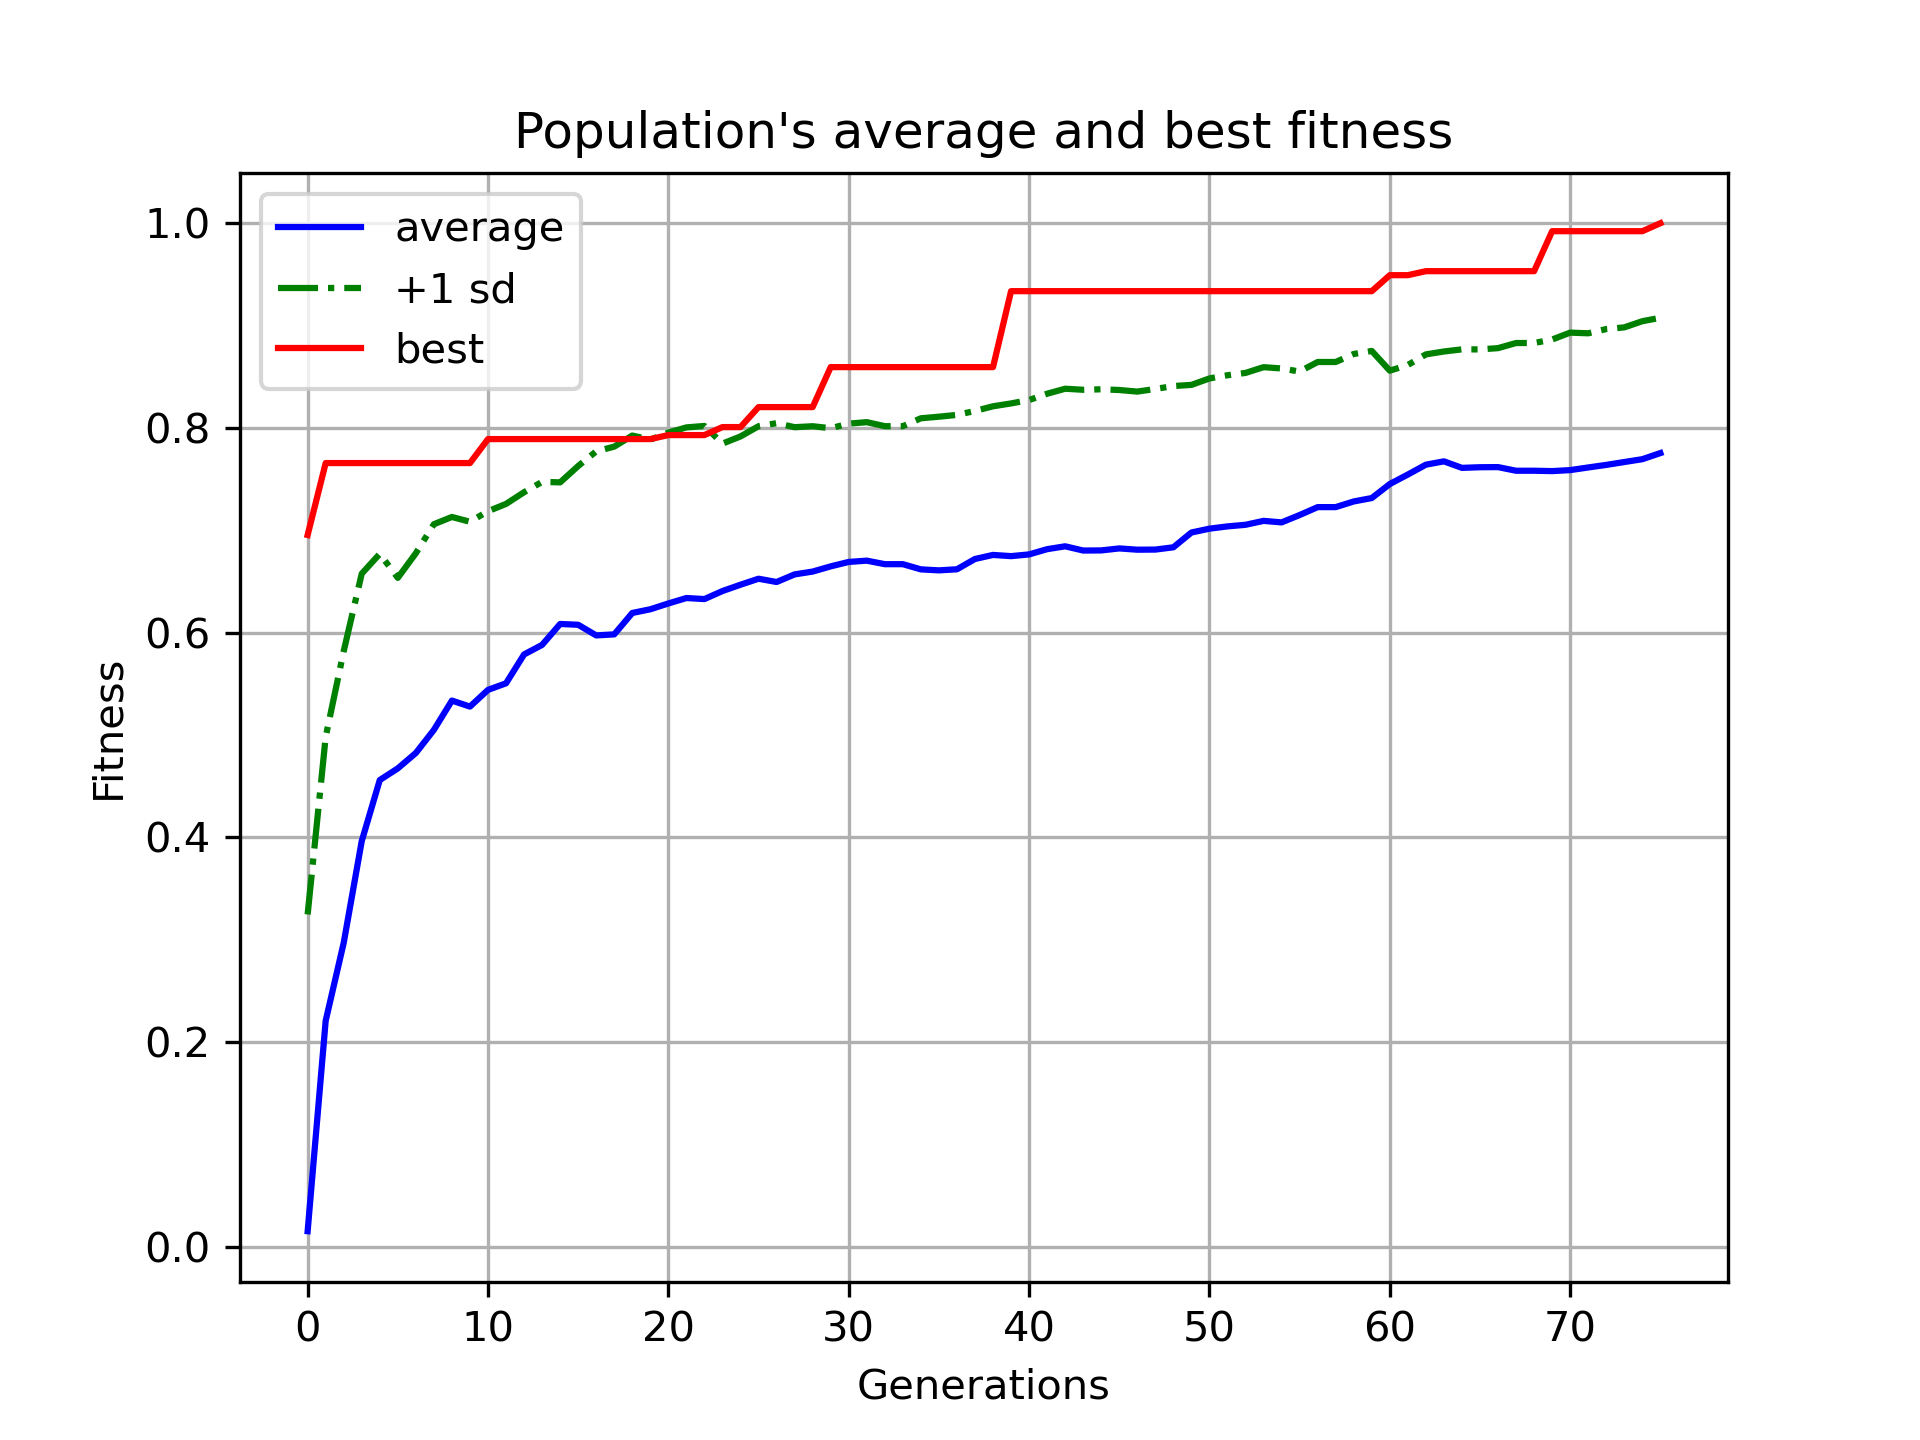 Population's average and best fitness
average
+1 sd
best
1.0
0.8
0.6
0.4
0.2
0.0
Fitness
0 10 20 30 40 50 60 70
Generations